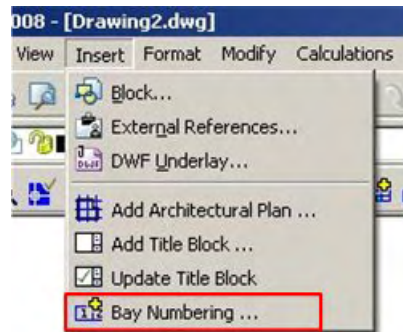 008 - [Drawing2.dwg]
View Insert Format Modify Calculations
Block...
External References...
DWF Underlay...
Add Architectural Plan ...
Add Title Block ...
Update Title Block
Bay Numbering ...